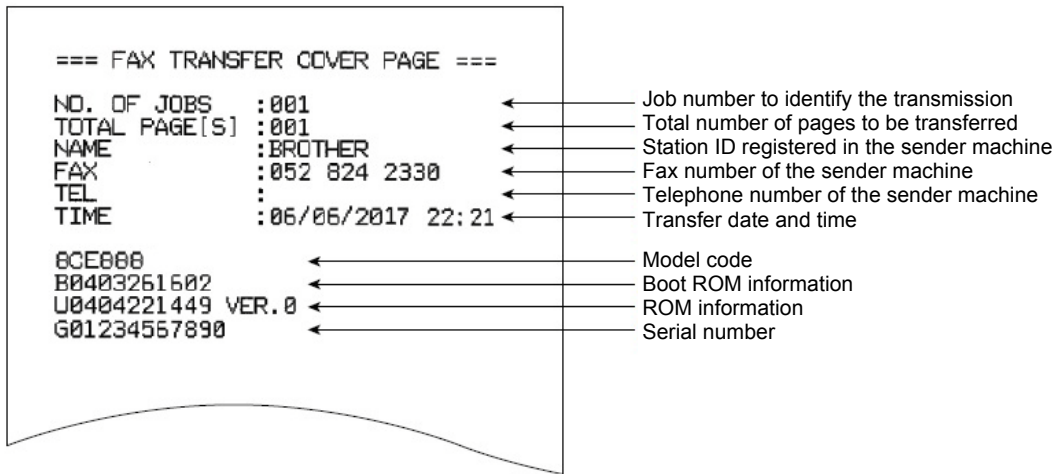 === FAX TRANSFER COVER PAGE ===
NO. OF JOBS :001 Job number to identify the transmission
TOTAL PAGE[S] :001 Total number of pages to be transferred
NAME :BROTHER Station ID registered in the sender machine
FAX :052 824 2330 Fax number of the sender machine
TEL : Telephone number of the sender machine
TIME :06/06/2017 22:21 Transfer date and time
8CE888 Model code
B0403261602 Boot ROM information
U0404221449 VER.0 ROM information
G01234567890 Serial number